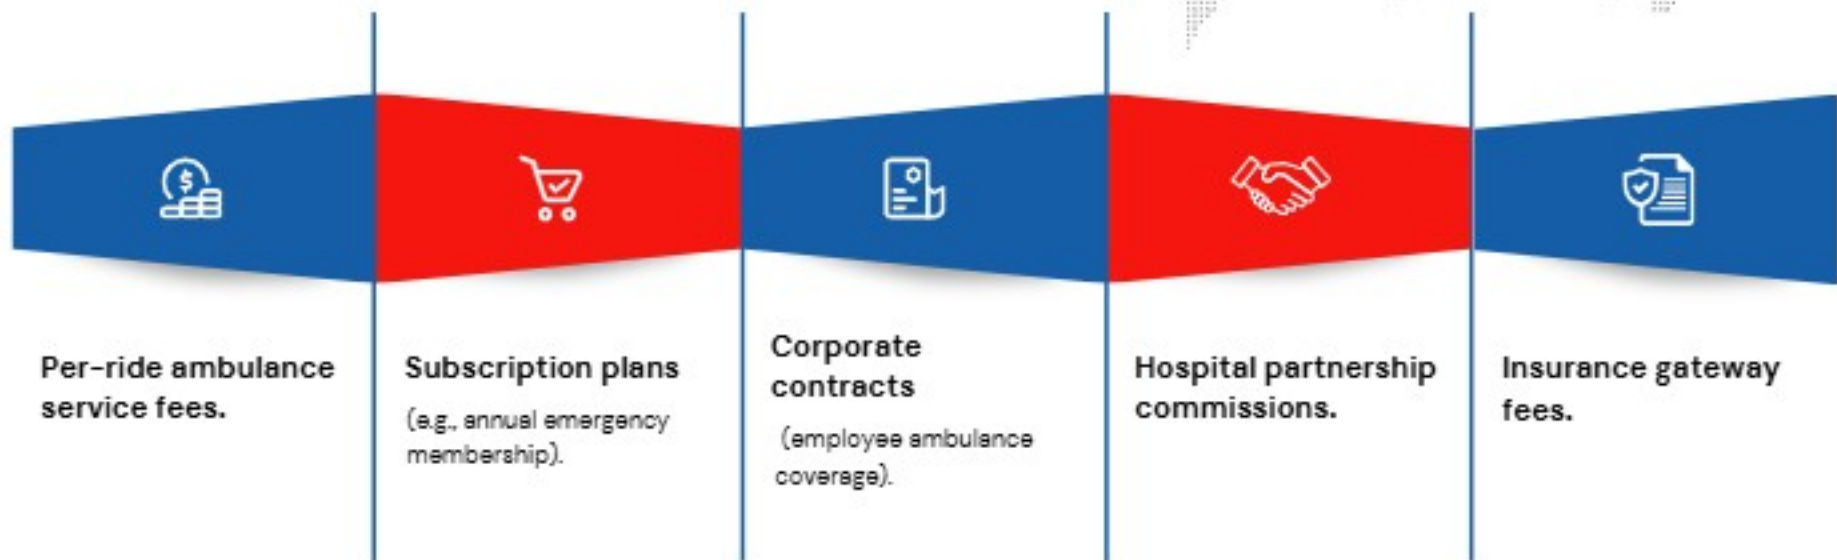 Per-ride ambulance
service fees.
Subscription plans
(e.g., annual emergency
membership).
Corporate
contracts
(employee ambulance
coverage).
Hospital partnership
commissions.
Insurance gateway
fees.